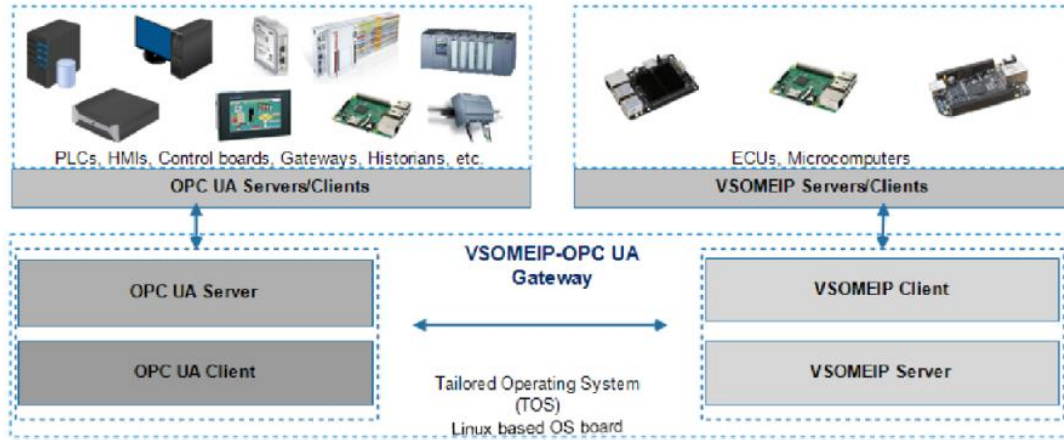 PLCs, HMIs, Control boards, Gateways, Historians, etc.
OPC UA Servers/Clients
ECUs, Microcomputers
VSOMEIP Servers/Clients
VSOMEIP-OPC UA
Gateway
OPC UA Server
OPC UA Client
Tailored Operating System
(TOS)
Linux based OS board
VSOMEIP Client
VSOMEIP Server